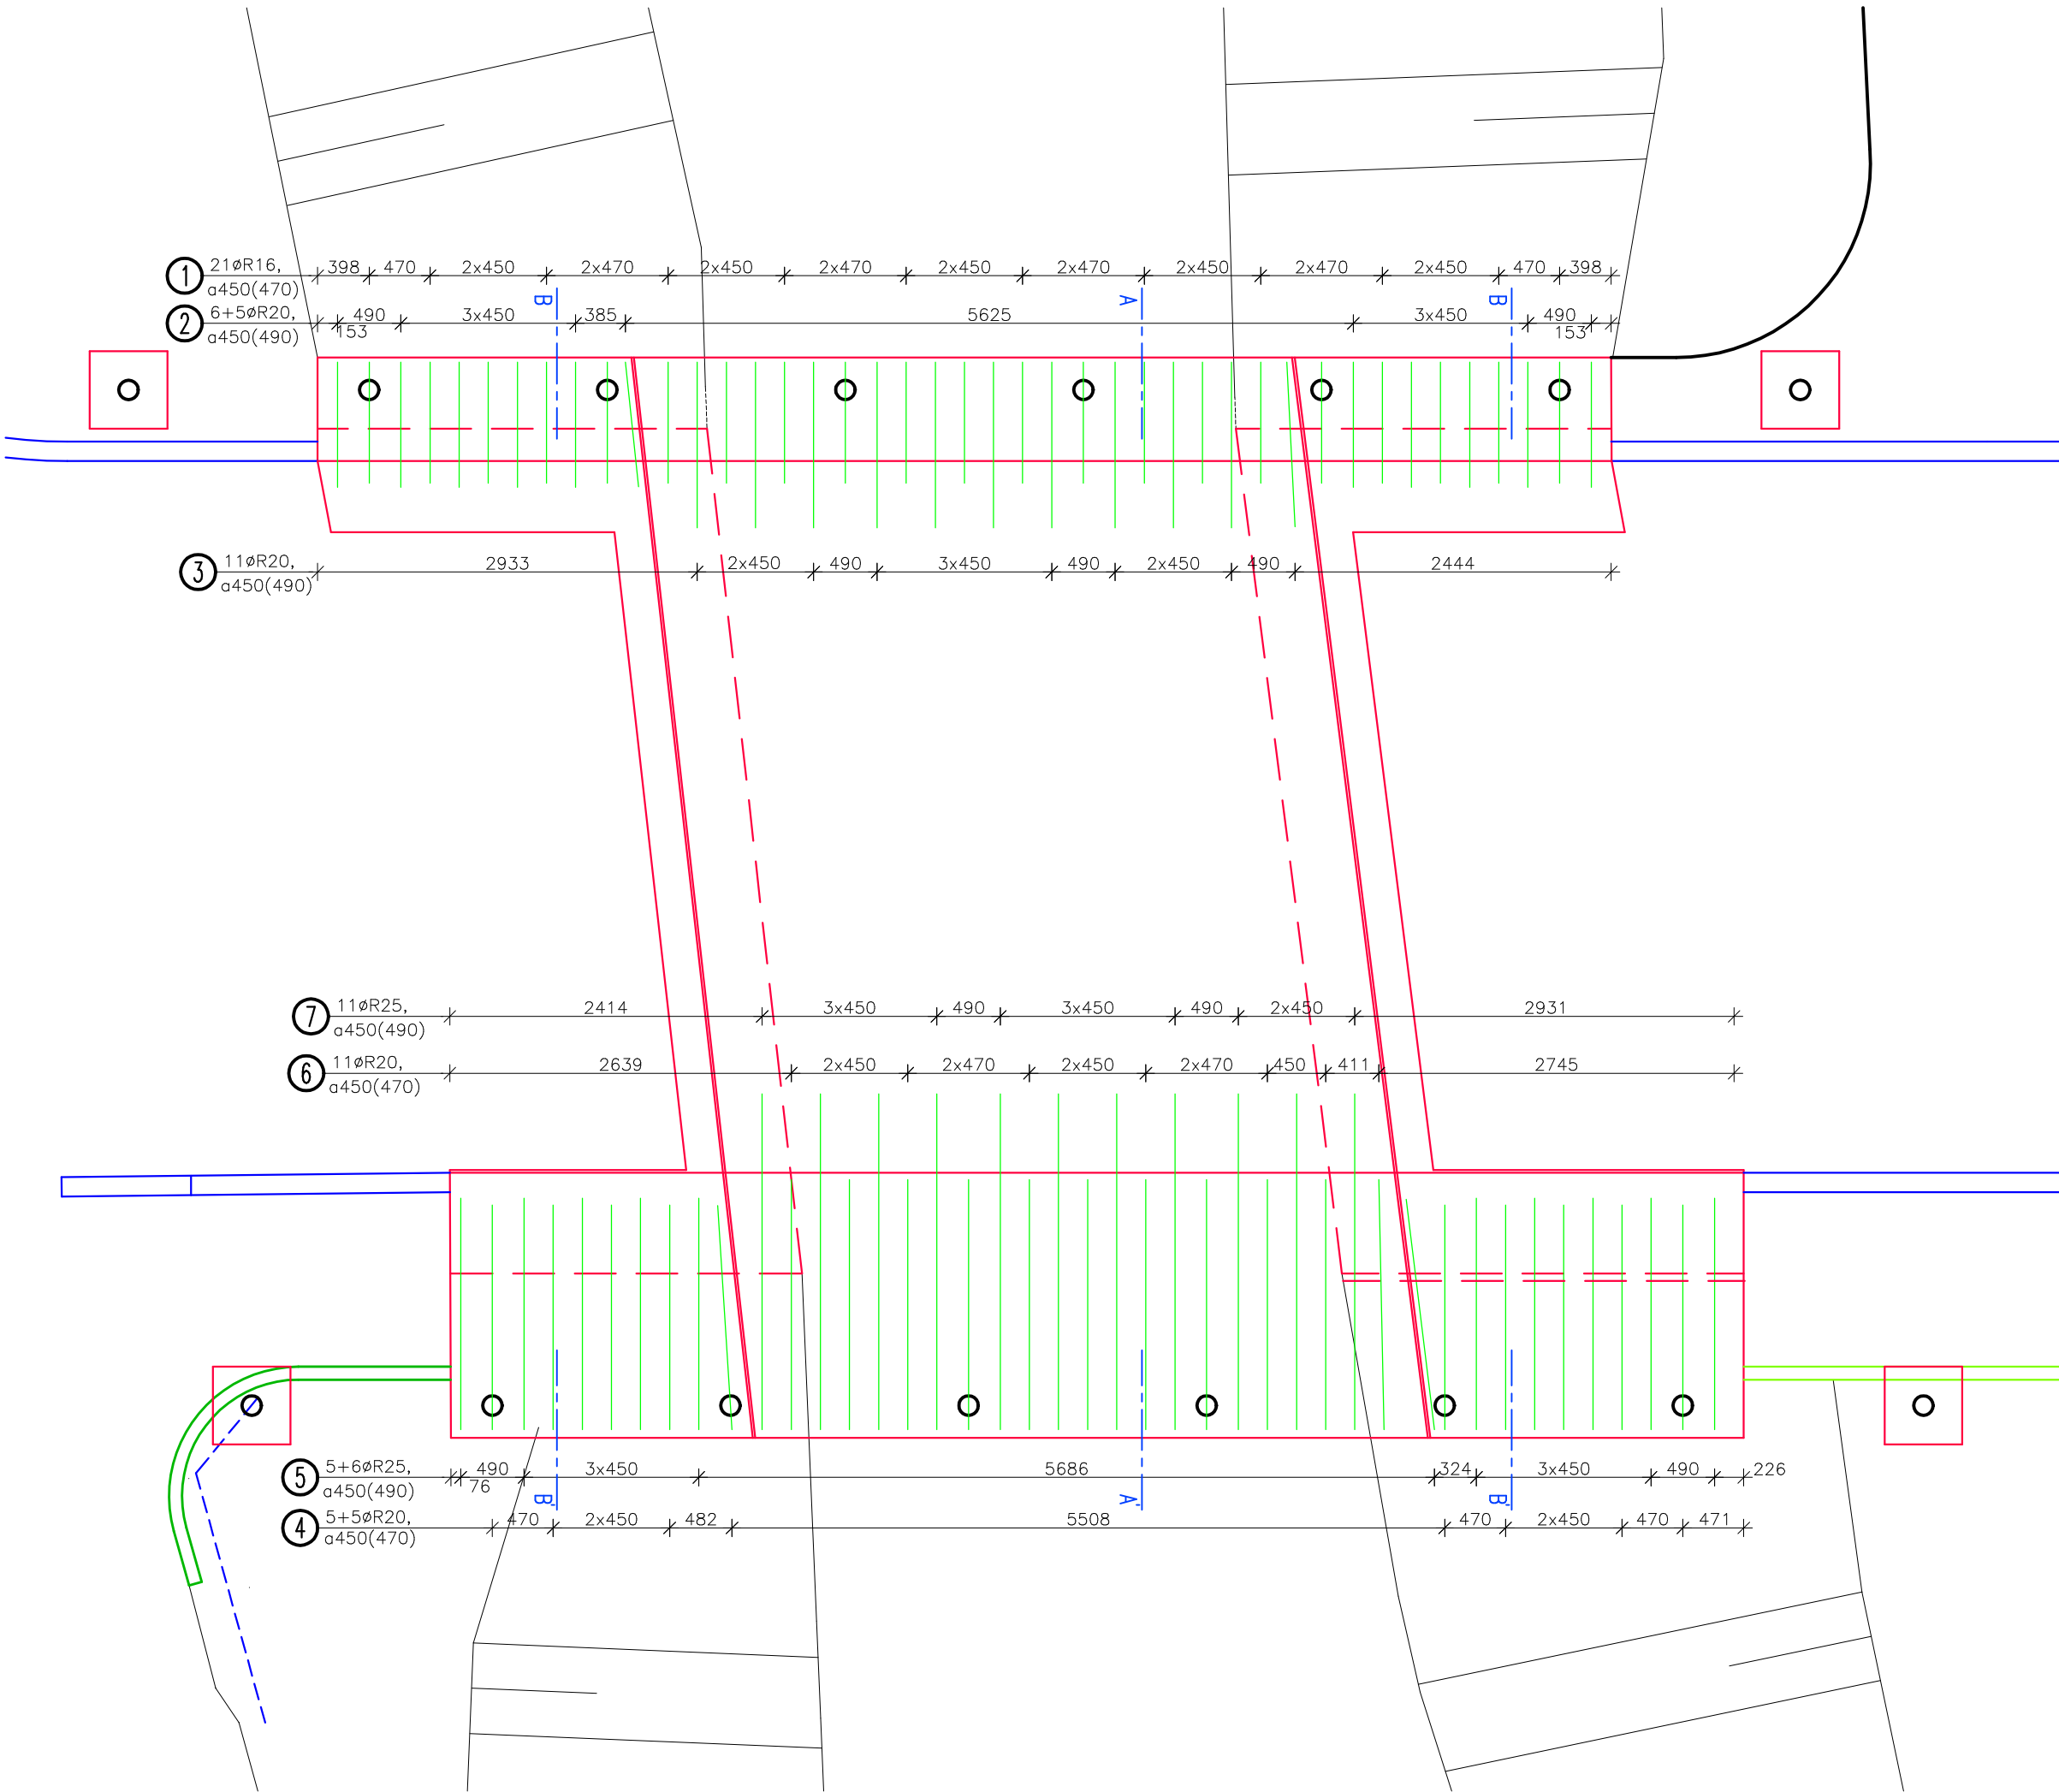 1 21øR16, 398 470 2x450 2x470 2x450 2x470 2x450 2x470 2x450 2x470 2x450 470 398
a450(470)
B A B
2 6+5øR20, 490 3x450 385 5625 3x450 490
a450(490) 153 153
3 11øR20, 2933 2x450 490 3x450 490 2x450 490 2444
a450(490)
7 11øR25, 2414 3x450 490 3x450 490 2x450 2931
a450(490)
6 11øR20, 2639 2x450 2x470 2x450 2x470 450 411 2745
a450(470)
5 5+6øR25, 490 3x450 5686 324 3x450 490 226
a450(490) 76
B' A' B'
4 5+5øR20, 470 2x450 482 5508 470 2x450 470 471
a450(470)